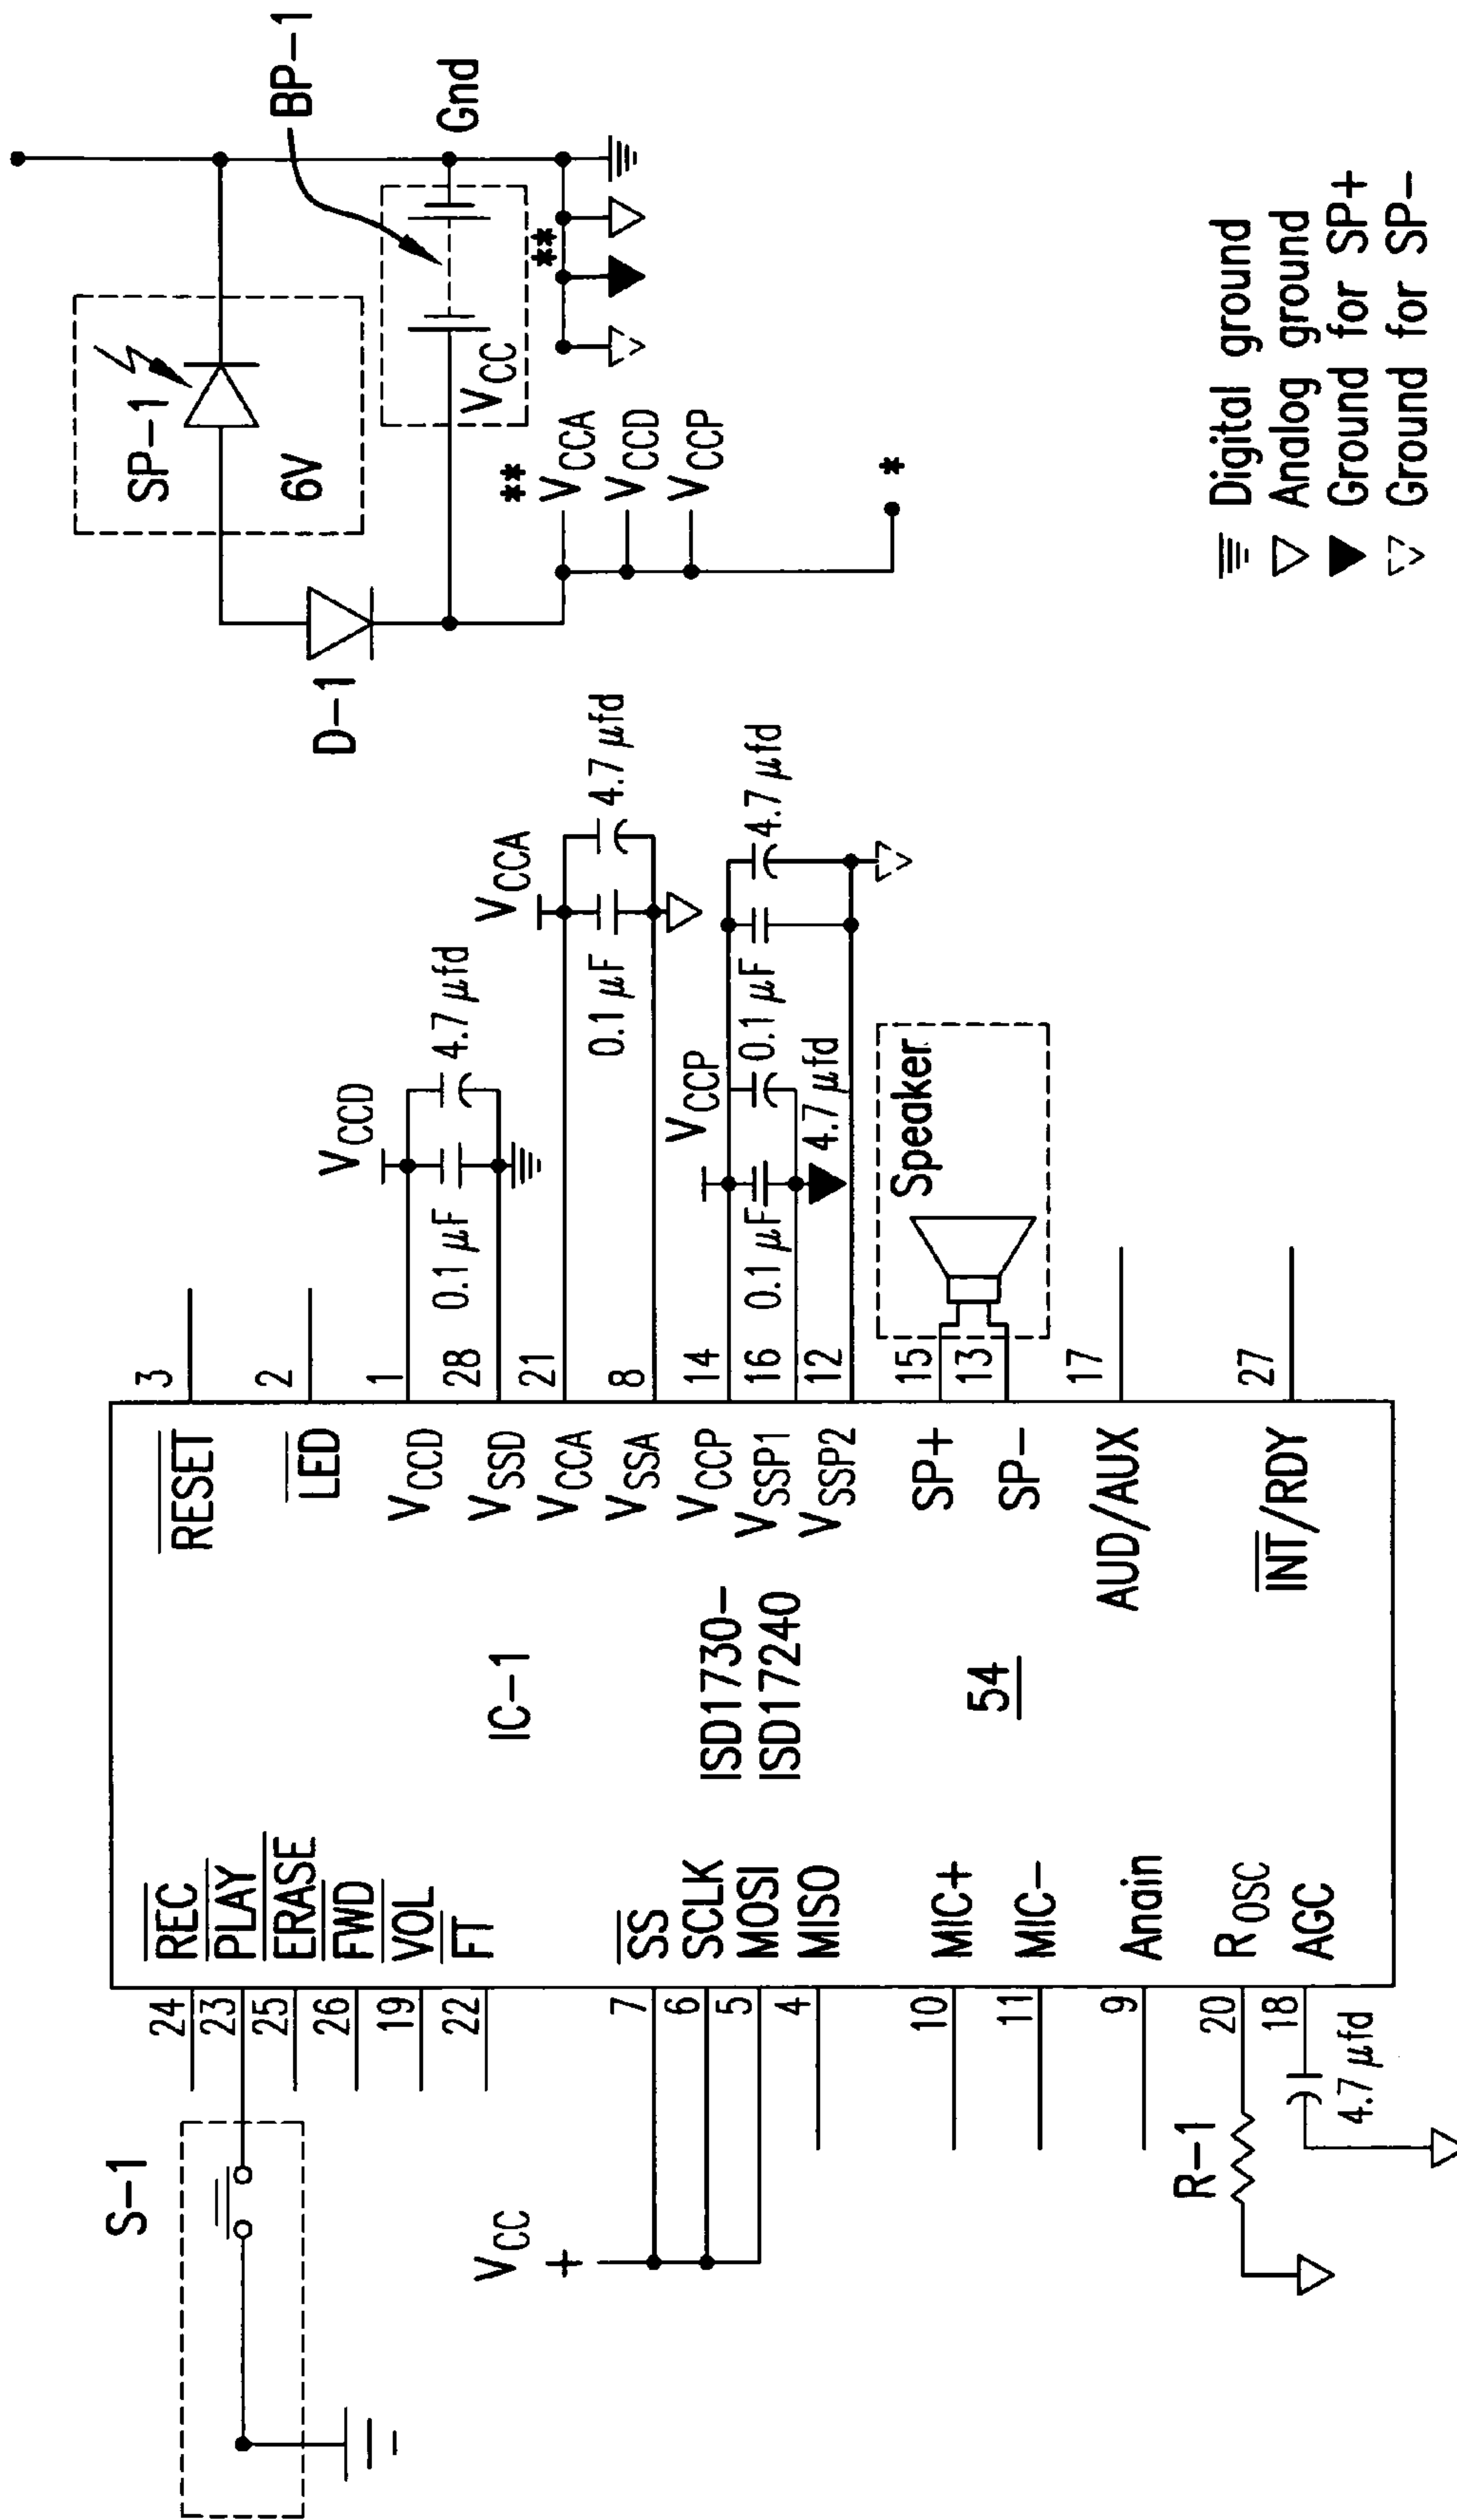 S-1
24
REC
23
PLAY
25
ERASE
26
FWD
19
VOL
22
FT
VCC
+
7
SS
6
SCLK
5
MOSI
4
MISO
10
MIC+
11
MIC-
9
Anain
20
ROSC
18
AGC
R-1
4.7 µfd
IC-1
ISD1730-
ISD17240
54
RESET
3
LED
2
VCCD
1
VSSD
28
VCCA
21
VSSA
8
VCCP
14
VSSP1
16
VSSP2
12
SP+
15
SP-
13
AUD/AUX
17
INT/RDY
27
VCCD
0.1 µF
4.7 µfd
VCCA
0.1 µF
4.7 µfd
VCCP
0.1 µF
4.7 µfd
0.1 µF
4.7 µfd
Speaker
D-1
SP-1
6V
BP-1
VCC
Gnd
**
**
VCCA
VCCD
VCCP
*
Digital ground
Analog ground
Ground for SP+
Ground for SP-